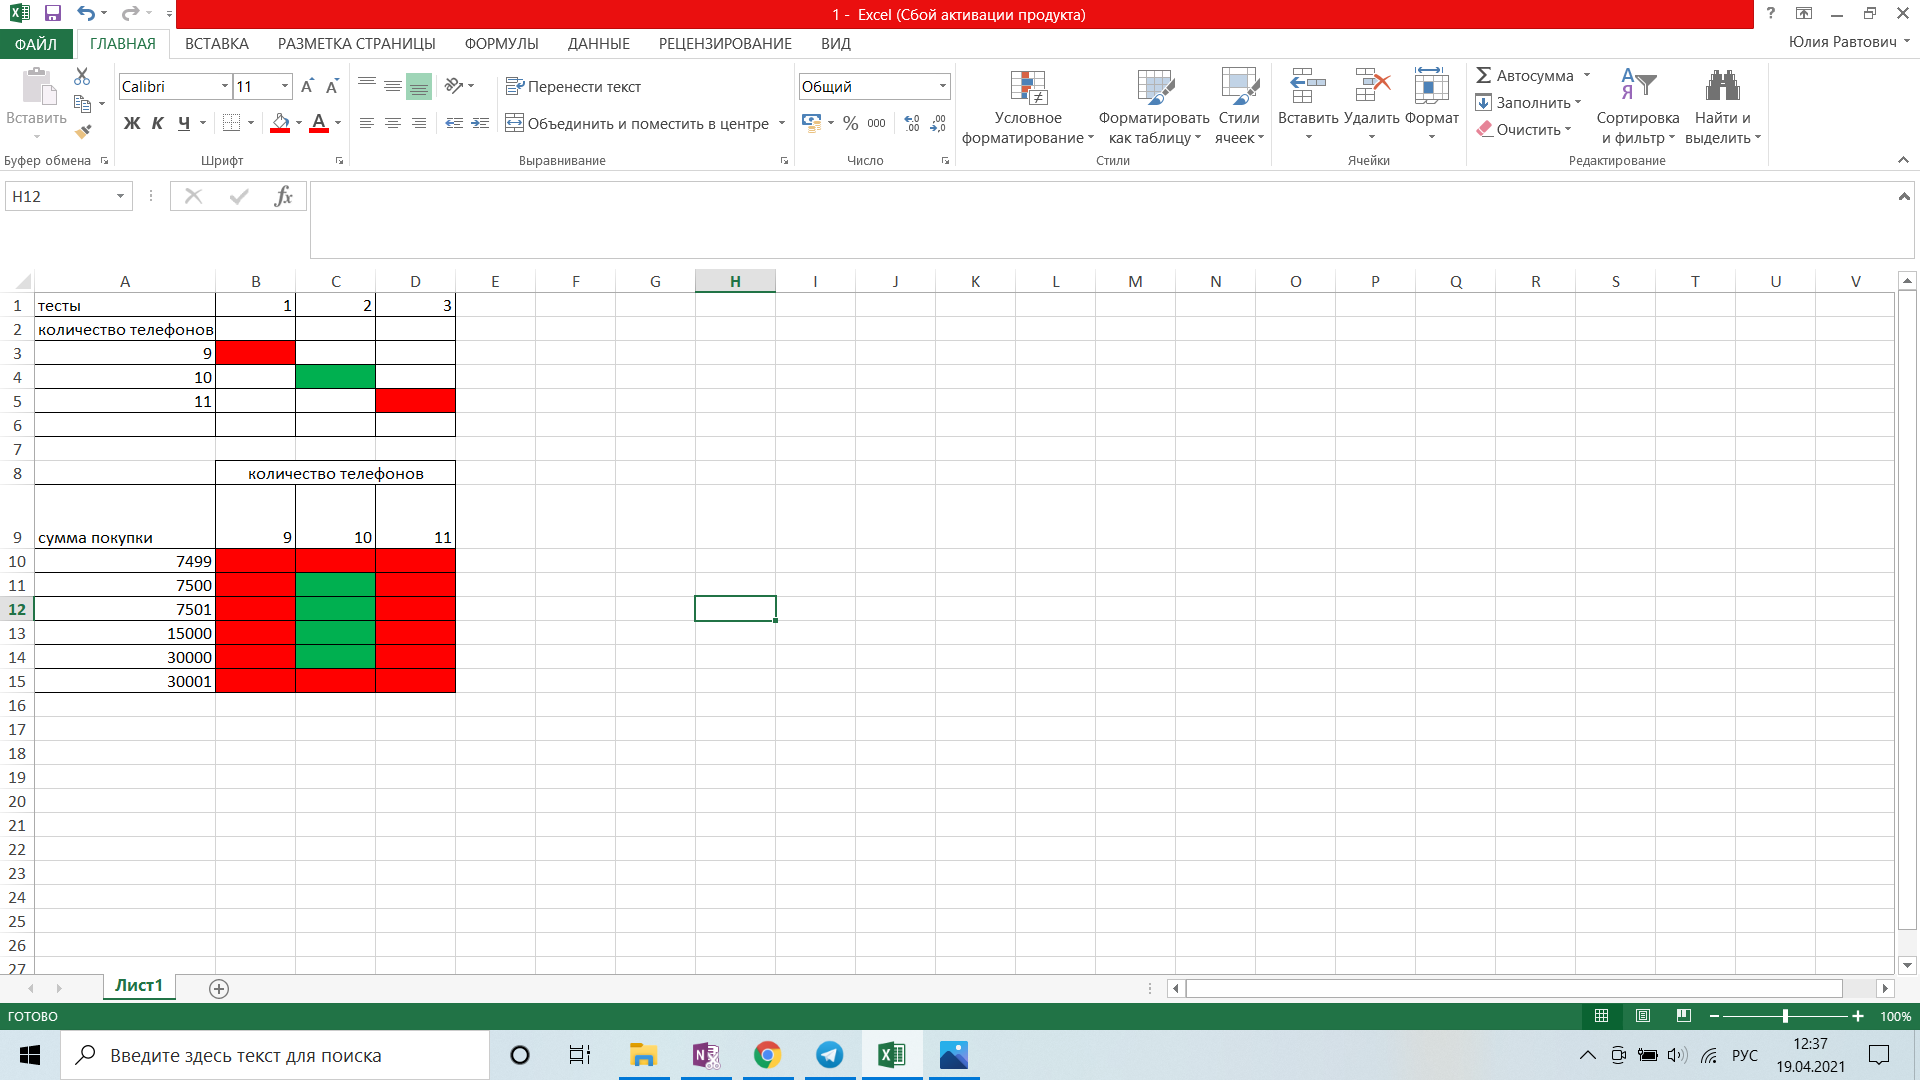 1 - Excel (Сбой активации продукта)
ФАЙЛ ГЛАВНАЯ ВСТАВКА РАЗМЕТКА СТРАНИЦЫ ФОРМУЛЫ ДАННЫЕ РЕЦЕНЗИРОВАНИЕ ВИД Юлия Равтович
Вставить
Буфер обмена
Calibri 11
Ж К Ч А
Шрифт
Перенести текст
Объединить и поместить в центре
Выравнивание
Общий
% 000
Число
Условное форматирование
Форматировать как таблицу
Стили ячеек
Стили
Вставить Удалить Формат
Ячейки
Σ Автосумма
Заполнить
Очистить
Сортировка и фильтр
Найти и выделить
Редактирование
H12 fx
A B C D E F G H I J K L M N O P Q R S T U V
1 тесты 1 2 3
2 количество телефонов
3 9
4 10
5 11
6
7
8 количество телефонов
9 сумма покупки 9 10 11
10 7499
11 7500
12 7501
13 15000
14 30000
15 30001
16
17
18
19
20
21
22
23
24
25
26
27
Лист1
ГОТОВО 100%
Введите здесь текст для поиска
РУС
12:37
19.04.2021